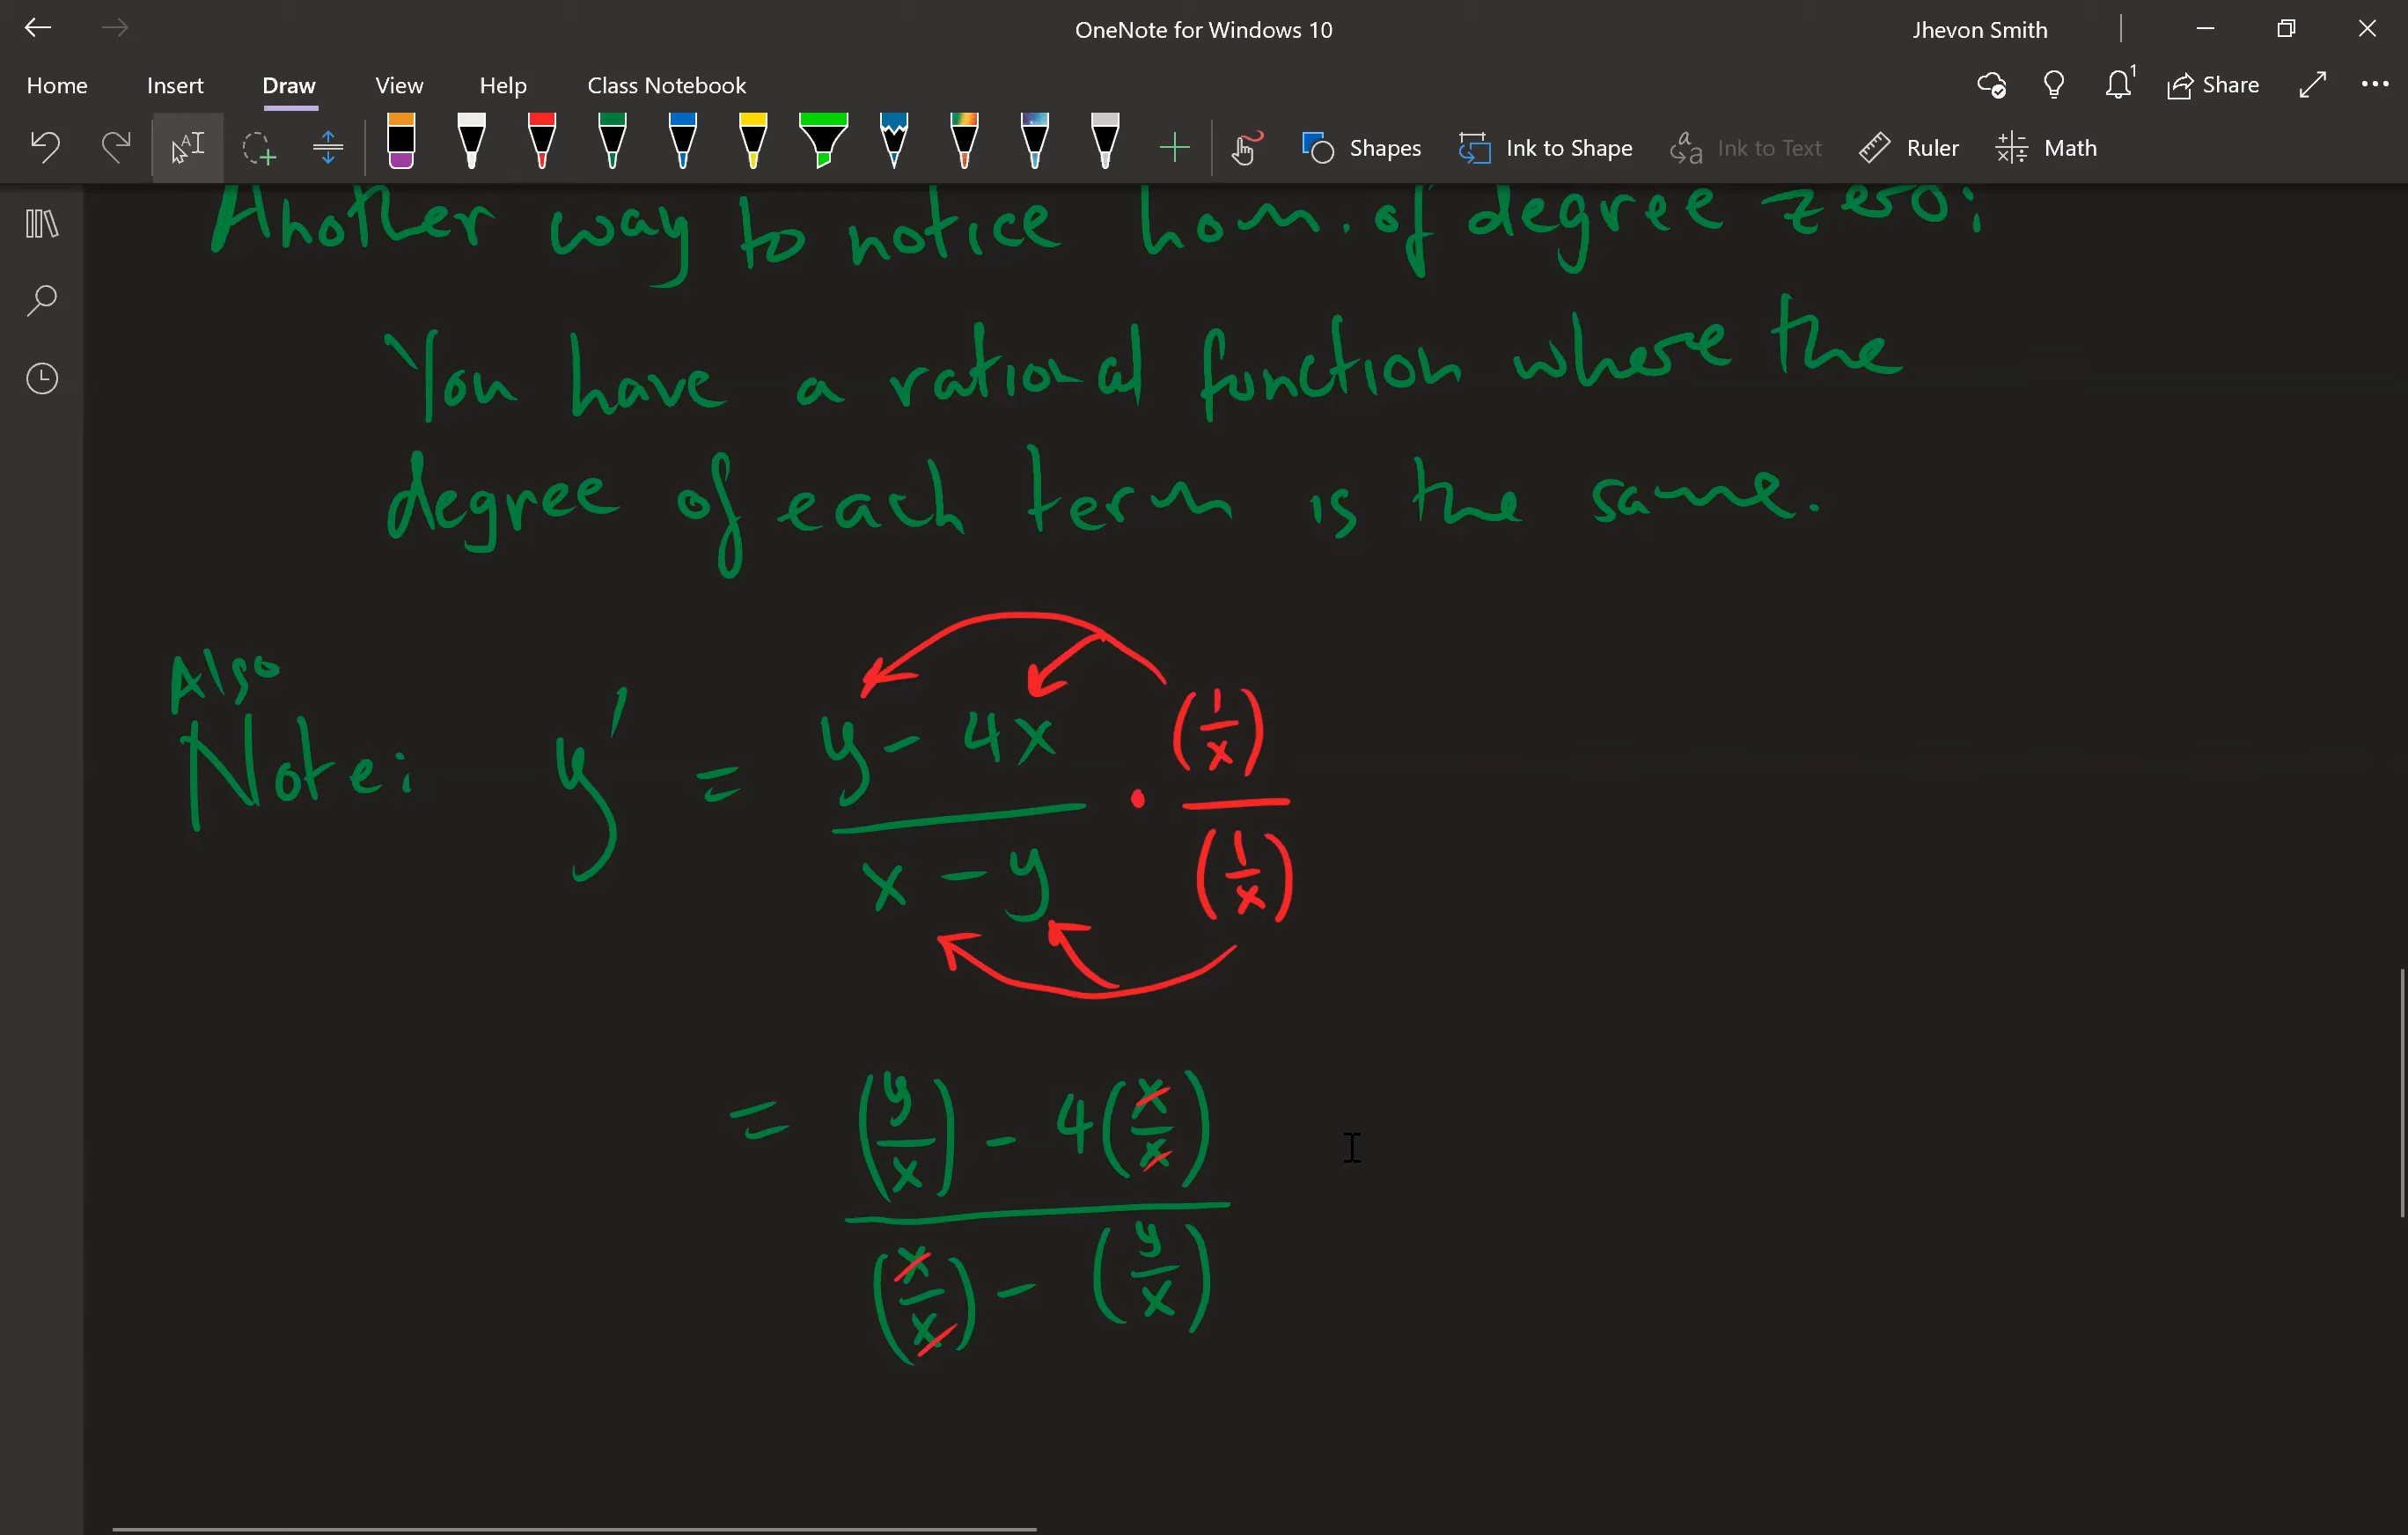 OneNote for Windows 10
Jhevon Smith
Home Insert Draw View Help Class Notebook
1
Share
Shapes Ink to Shape Ink to Text Ruler Math
Another way to notice hom. of degree zero:
You have a rational function where the
degree of each term is the same.
Also
Note: y' = (y - 4x)/(x - y) · (1/x)/(1/x)
= ((y/x) - 4(x/x))/((x/x) - (y/x))